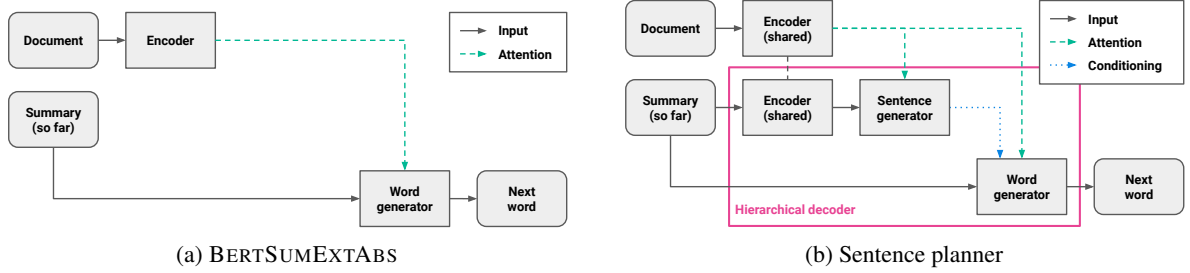 Document
Encoder
Input
Attention
Summary
(so far)
Word
generator
Next
word
(a) BERTSUMEXTABS
Document
Encoder
(shared)
Input
Attention
Conditioning
Summary
(so far)
Encoder
(shared)
Sentence
generator
Word
generator
Next
word
Hierarchical decoder
(b) Sentence planner